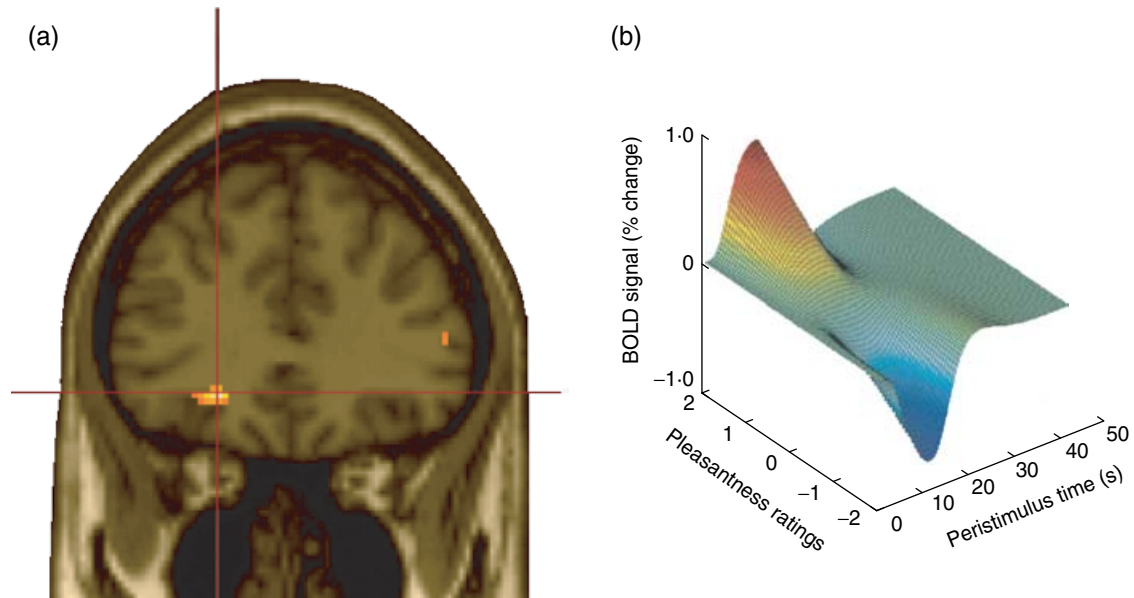 (a)
(b)
BOLD signal (% change)
1·0
0
−1·0
2
1
0
−1
−2
Pleasantness ratings
0
10
20
30
40
50
Peristimulus time (s)